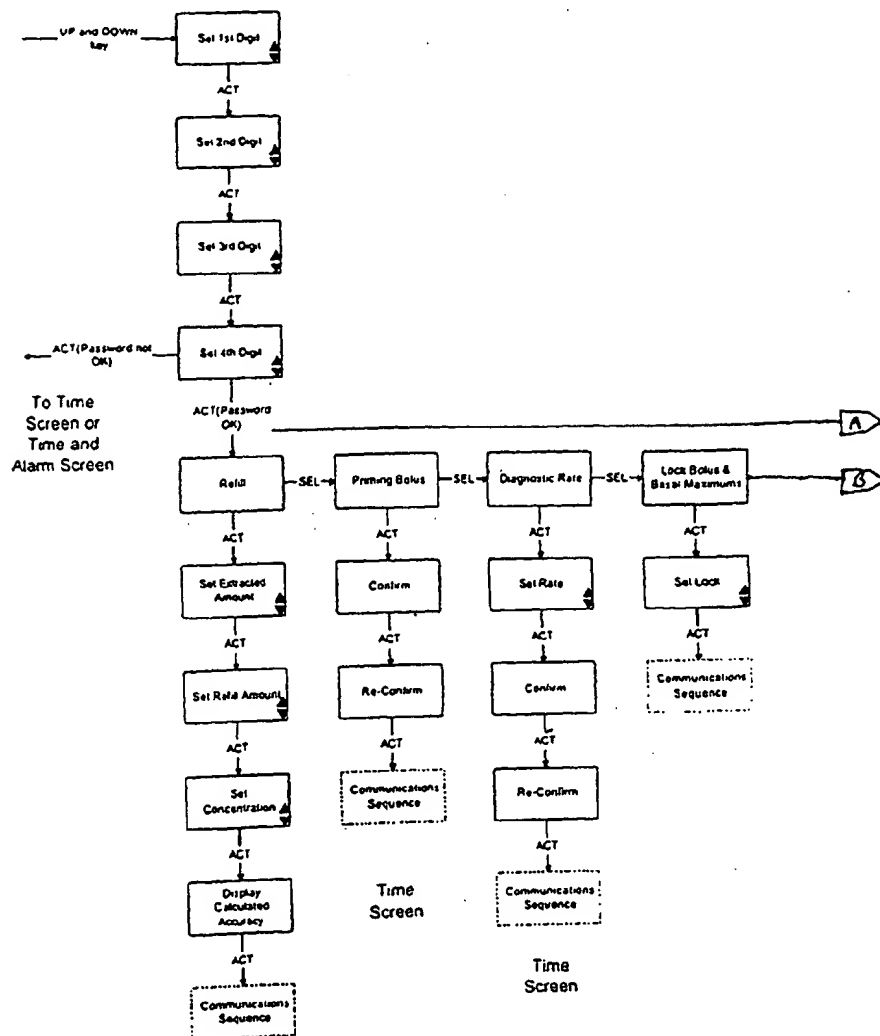 UP and DOWN
key
Set 1st Digit
ACT
Set 2nd Digit
ACT
Set 3rd Digit
ACT
Set 4th Digit
ACT(Password not
OK)
To Time
Screen or
Time and
Alarm Screen
ACT(Password
OK)
A
Refill
SEL
Priming Bolus
SEL
Diagnostic Rate
SEL
Lock Bolus &
Basal Maximums
B
ACT
ACT
ACT
ACT
Set Extracted
Amount
Confirm
Set Rate
Set Lock
ACT
ACT
ACT
ACT
Set Refill Amount
Re-Confirm
Confirm
Communications
Sequence
ACT
ACT
ACT
Set
Concentration
Communications
Sequence
Re-Confirm
ACT
ACT
Display
Calculated
Accuracy
Time
Screen
Communications
Sequence
ACT
Time
Screen
Communications
Sequence